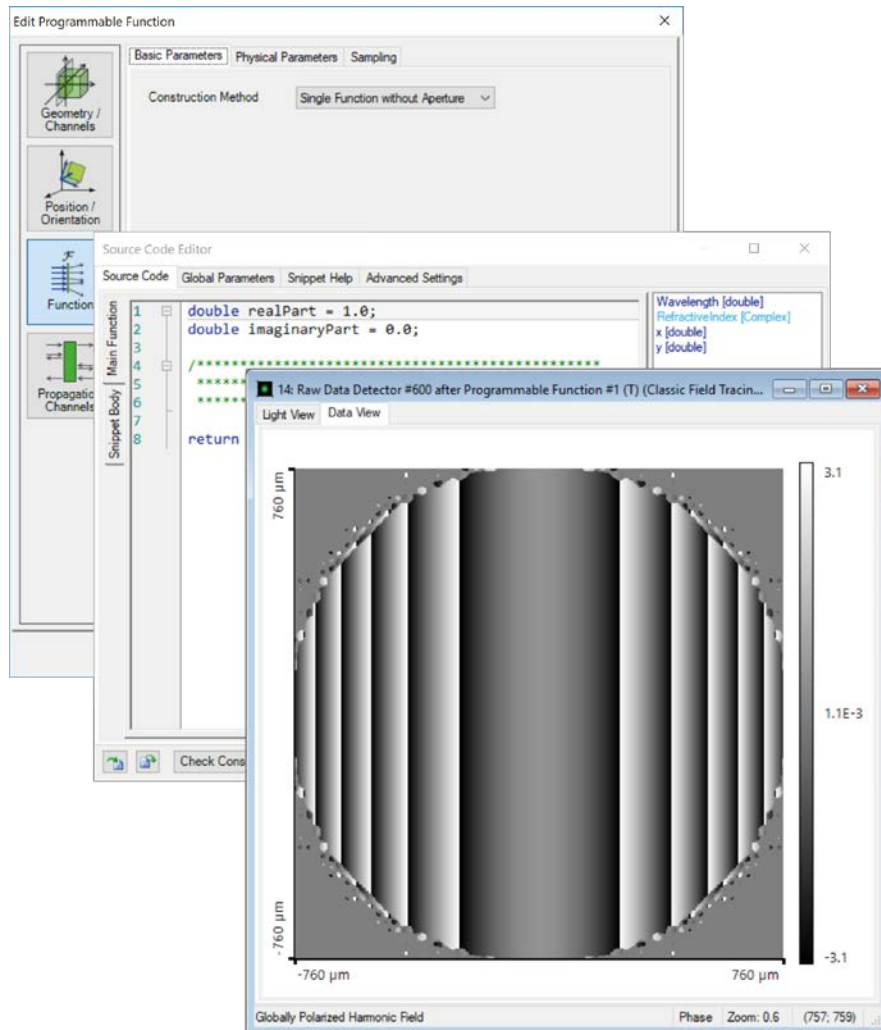 Edit Programmable Function
Basic Parameters Physical Parameters Sampling
Construction Method Single Function without Aperture
Geometry /
Channels
Position /
Orientation
Function
Propagation
Channels
Source Code Editor
Source Code Global Parameters Snippet Help Advanced Settings
Main Function
Snippet Body
1 double realPart = 1.0;
2 double imaginaryPart = 0.0;
3
4 /***********************************************
5 ***
6 ***
7
8 return
Wavelength [double]
RefractiveIndex [Complex]
x [double]
y [double]
Check Cons
14: Raw Data Detector #600 after Programmable Function #1 (T) (Classic Field Tracing...
Light View Data View
760 µm
-760 µm
-760 µm 760 µm
3.1
1.1E-3
-3.1
Globally Polarized Harmonic Field Phase Zoom: 0.6 (757; 759)